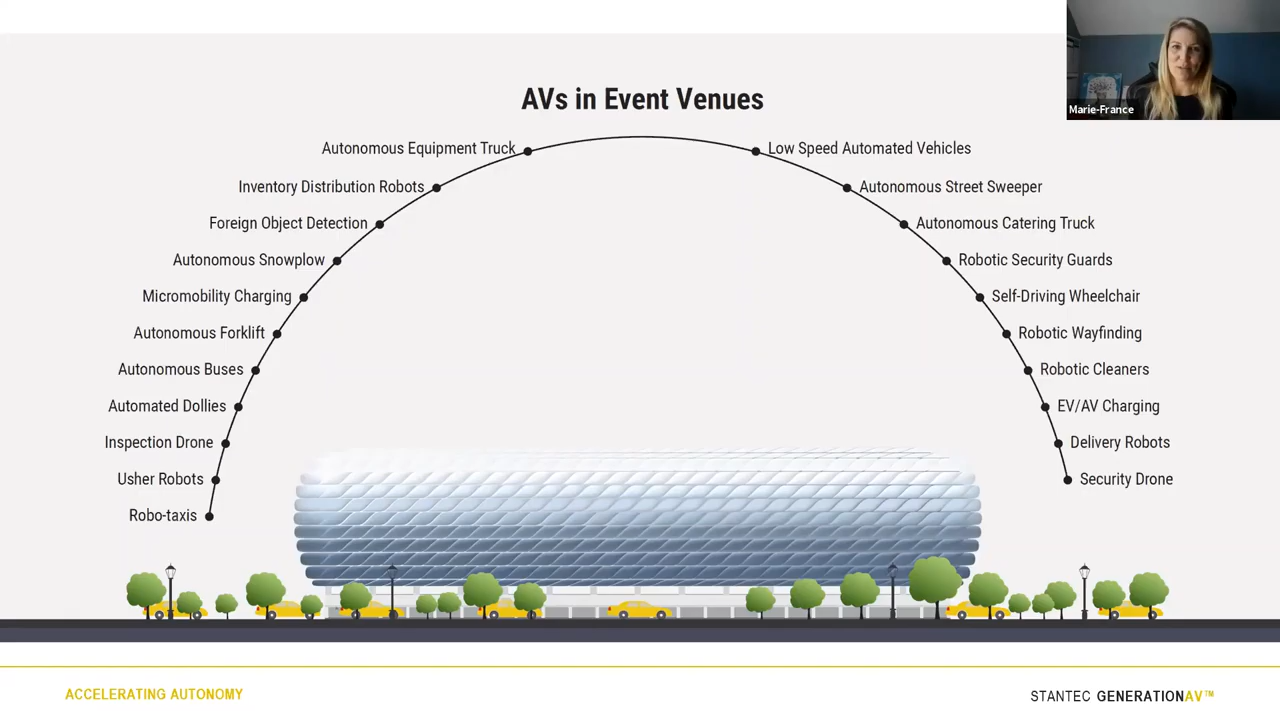 Marie-France
AVs in Event Venues
Autonomous Equipment Truck
Inventory Distribution Robots
Foreign Object Detection
Autonomous Snowplow
Micromobility Charging
Autonomous Forklift
Autonomous Buses
Automated Dollies
Inspection Drone
Usher Robots
Robo-taxis
Low Speed Automated Vehicles
Autonomous Street Sweeper
Autonomous Catering Truck
Robotic Security Guards
Self-Driving Wheelchair
Robotic Wayfinding
Robotic Cleaners
EV/AV Charging
Delivery Robots
Security Drone
ACCELERATING AUTONOMY
STANTEC GENERATIONAV™